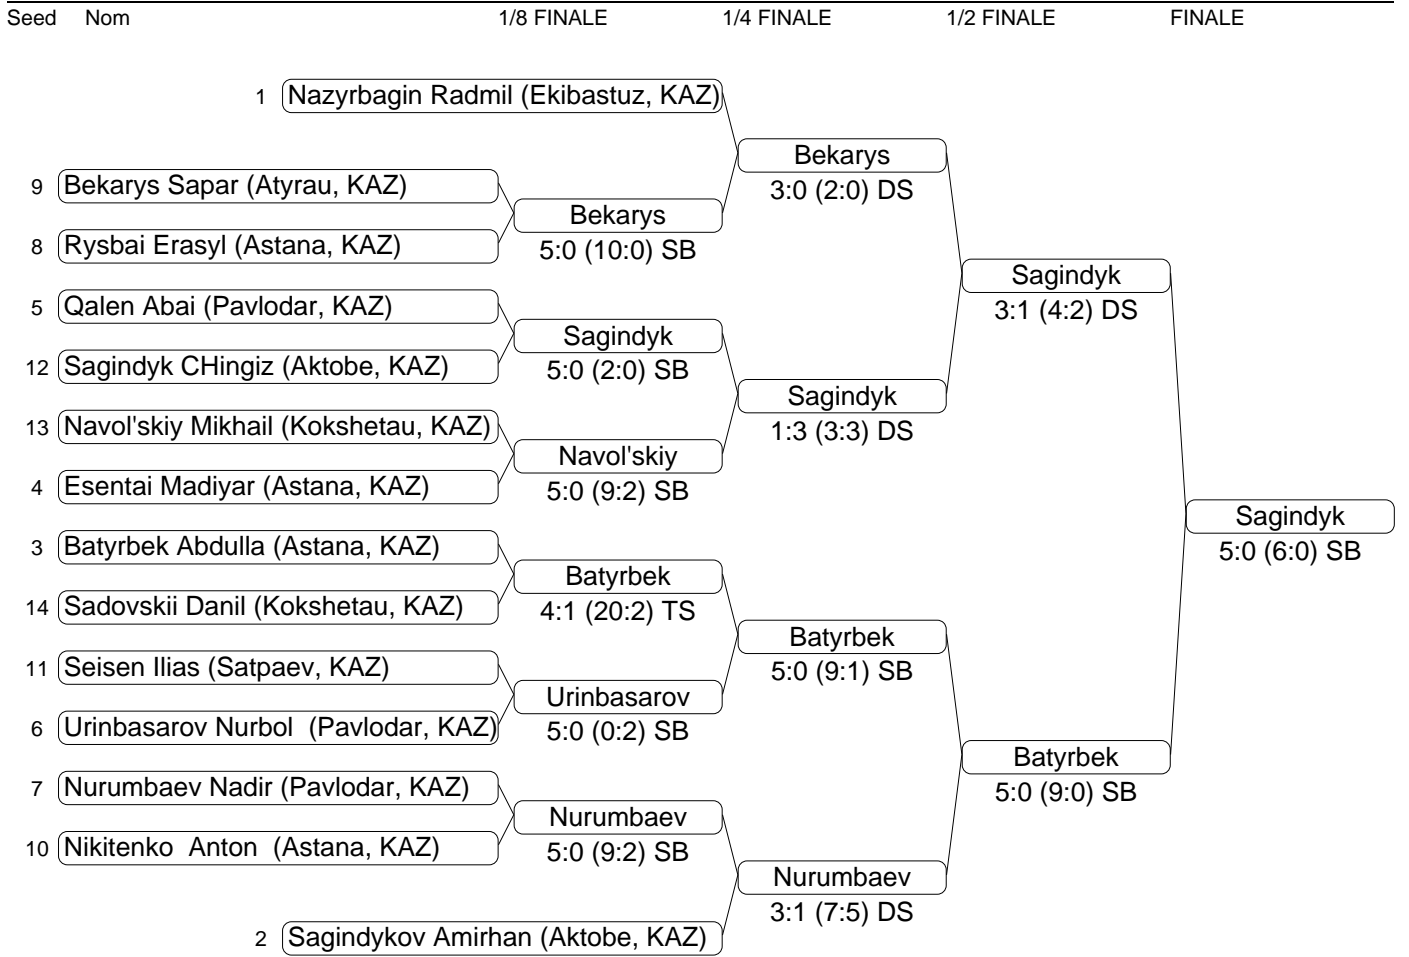 Seed Nom 1/8 FINALE 1/4 FINALE 1/2 FINALE FINALE
1 Nazyrbagin Radmil (Ekibastuz, KAZ)
Bekarys
3:0 (2:0) DS
9 Bekarys Sapar (Atyrau, KAZ)
Bekarys
5:0 (10:0) SB
8 Rysbai Erasyl (Astana, KAZ)
Sagindyk
3:1 (4:2) DS
5 Qalen Abai (Pavlodar, KAZ)
Sagindyk
5:0 (2:0) SB
12 Sagindyk CHingiz (Aktobe, KAZ)
Sagindyk
1:3 (3:3) DS
13 Navol'skiy Mikhail (Kokshetau, KAZ)
Navol'skiy
5:0 (9:2) SB
4 Esentai Madiyar (Astana, KAZ)
Sagindyk
5:0 (6:0) SB
3 Batyrbek Abdulla (Astana, KAZ)
Batyrbek
4:1 (20:2) TS
14 Sadovskii Danil (Kokshetau, KAZ)
Batyrbek
5:0 (9:1) SB
11 Seisen Ilias (Satpaev, KAZ)
Urinbasarov
5:0 (0:2) SB
6 Urinbasarov Nurbol (Pavlodar, KAZ)
Batyrbek
5:0 (9:0) SB
7 Nurumbaev Nadir (Pavlodar, KAZ)
Nurumbaev
5:0 (9:2) SB
10 Nikitenko Anton (Astana, KAZ)
Nurumbaev
3:1 (7:5) DS
2 Sagindykov Amirhan (Aktobe, KAZ)